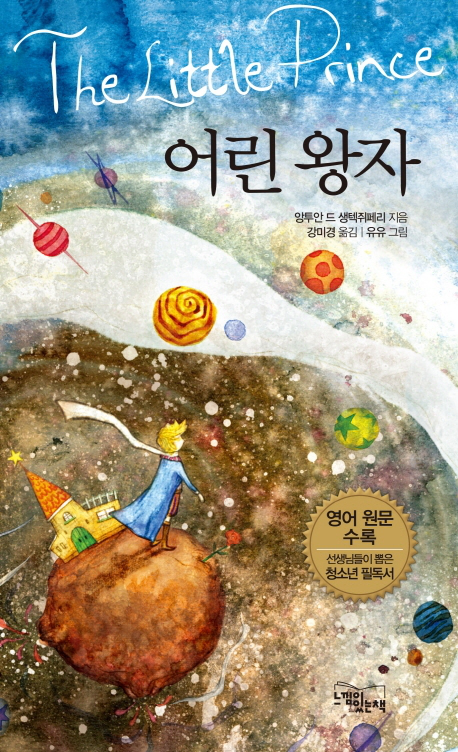 The Little Prince
어린 왕자
앙투안 드 생텍쥐페리 지음
강미경 옮김 | 유유 그림
영어 원문
수록
선생님들이 뽑은
청소년 필독서
느낌이있는책